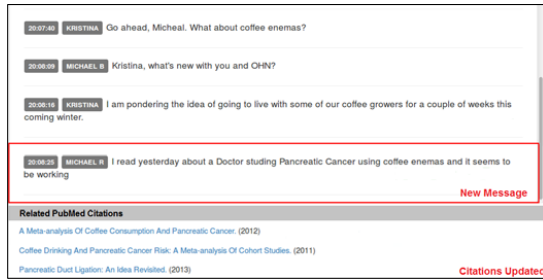 20:07:40 KRISTINA Go ahead, Micheal. What about coffee enemas?
20:08:09 MICHAEL B Kristina, what's new with you and OHN?
20:08:16 KRISTINA I am pondering the idea of going to live with some of our coffee growers for a couple of weeks this
coming winter.
20:08:25 MICHAEL R I read yesterday about a Doctor studing Pancreatic Cancer using coffee enemas and it seems to
be working
New Message
Related PubMed Citations
A Meta-analysis Of Coffee Consumption And Pancreatic Cancer. (2012)
Coffee Drinking And Pancreatic Cancer Risk: A Meta-analysis Of Cohort Studies. (2011)
Pancreatic Duct Ligation: An Idea Revisited. (2013)
Citations Updated